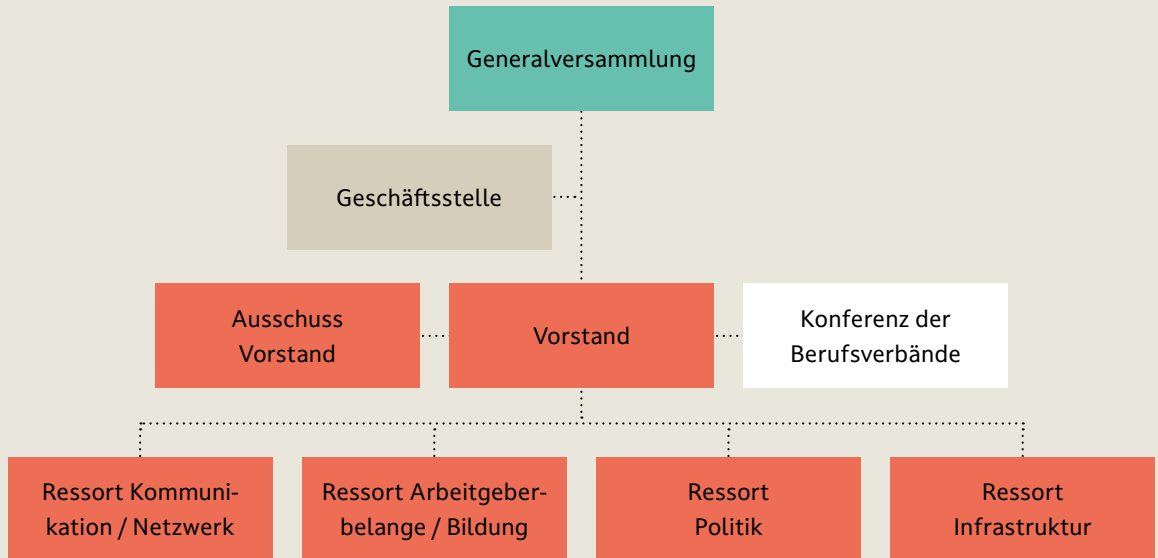 Generalversammlung
Geschäftsstelle
Ausschuss
Vorstand
Vorstand
Konferenz der
Berufsverbände
Ressort Kommuni-
kation / Netzwerk
Ressort Arbeitgeber-
belange / Bildung
Ressort
Politik
Ressort
Infrastruktur